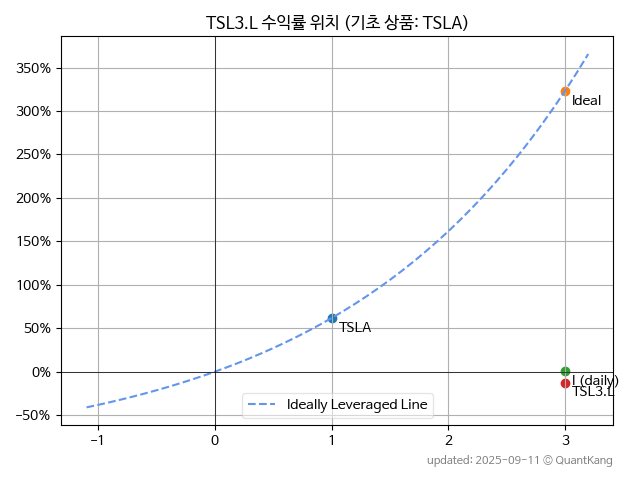 TSL3.L 수익률 위치 (기초 상품: TSLA)
350%
300%
250%
200%
150%
100%
50%
0%
−50%
Ideal
TSLA
I (daily)
TSL3.L
Ideally Leveraged Line
−1 0 1 2 3
updated: 2025-09-11 © QuantKang